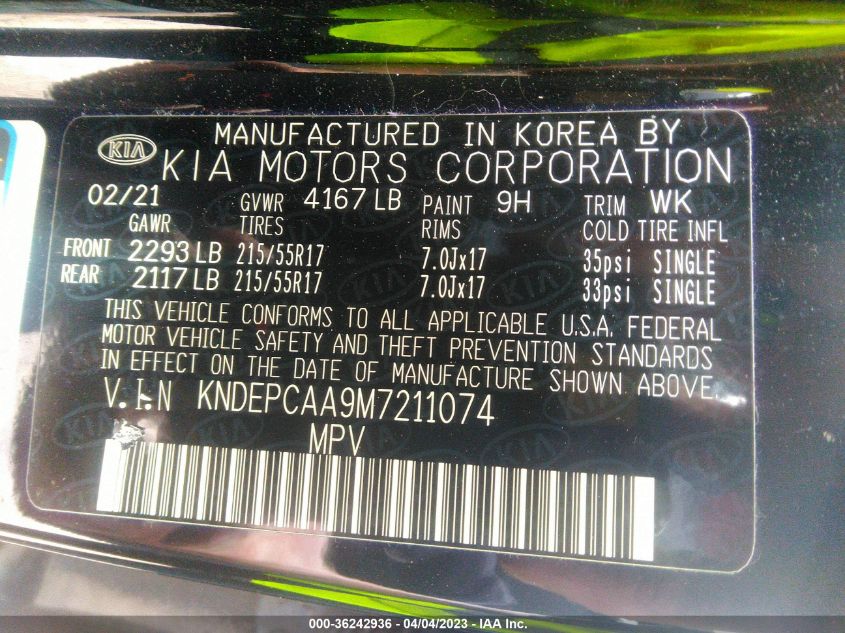 MANUFACTURED IN KOREA BY
KIA KIA MOTORS CORPORATION
02/21 GVWR 4167 LB PAINT 9H TRIM WK
GAWR TIRES RIMS COLD TIRE INFL
FRONT 2293 LB 215/55R17 7.0Jx17 35psi SINGLE
REAR 2117 LB 215/55R17 7.0Jx17 33psi SINGLE
THIS VEHICLE CONFORMS TO ALL APPLICABLE U.S.A. FEDERAL
MOTOR VEHICLE SAFETY AND THEFT PREVENTION STANDARDS
IN EFFECT ON THE DATE OF MANUFACTURE SHOWN ABOVE.
V.I.N KNDEPCAA9M7211074
MPV
000-36242936 - 04/04/2023 - IAA Inc.